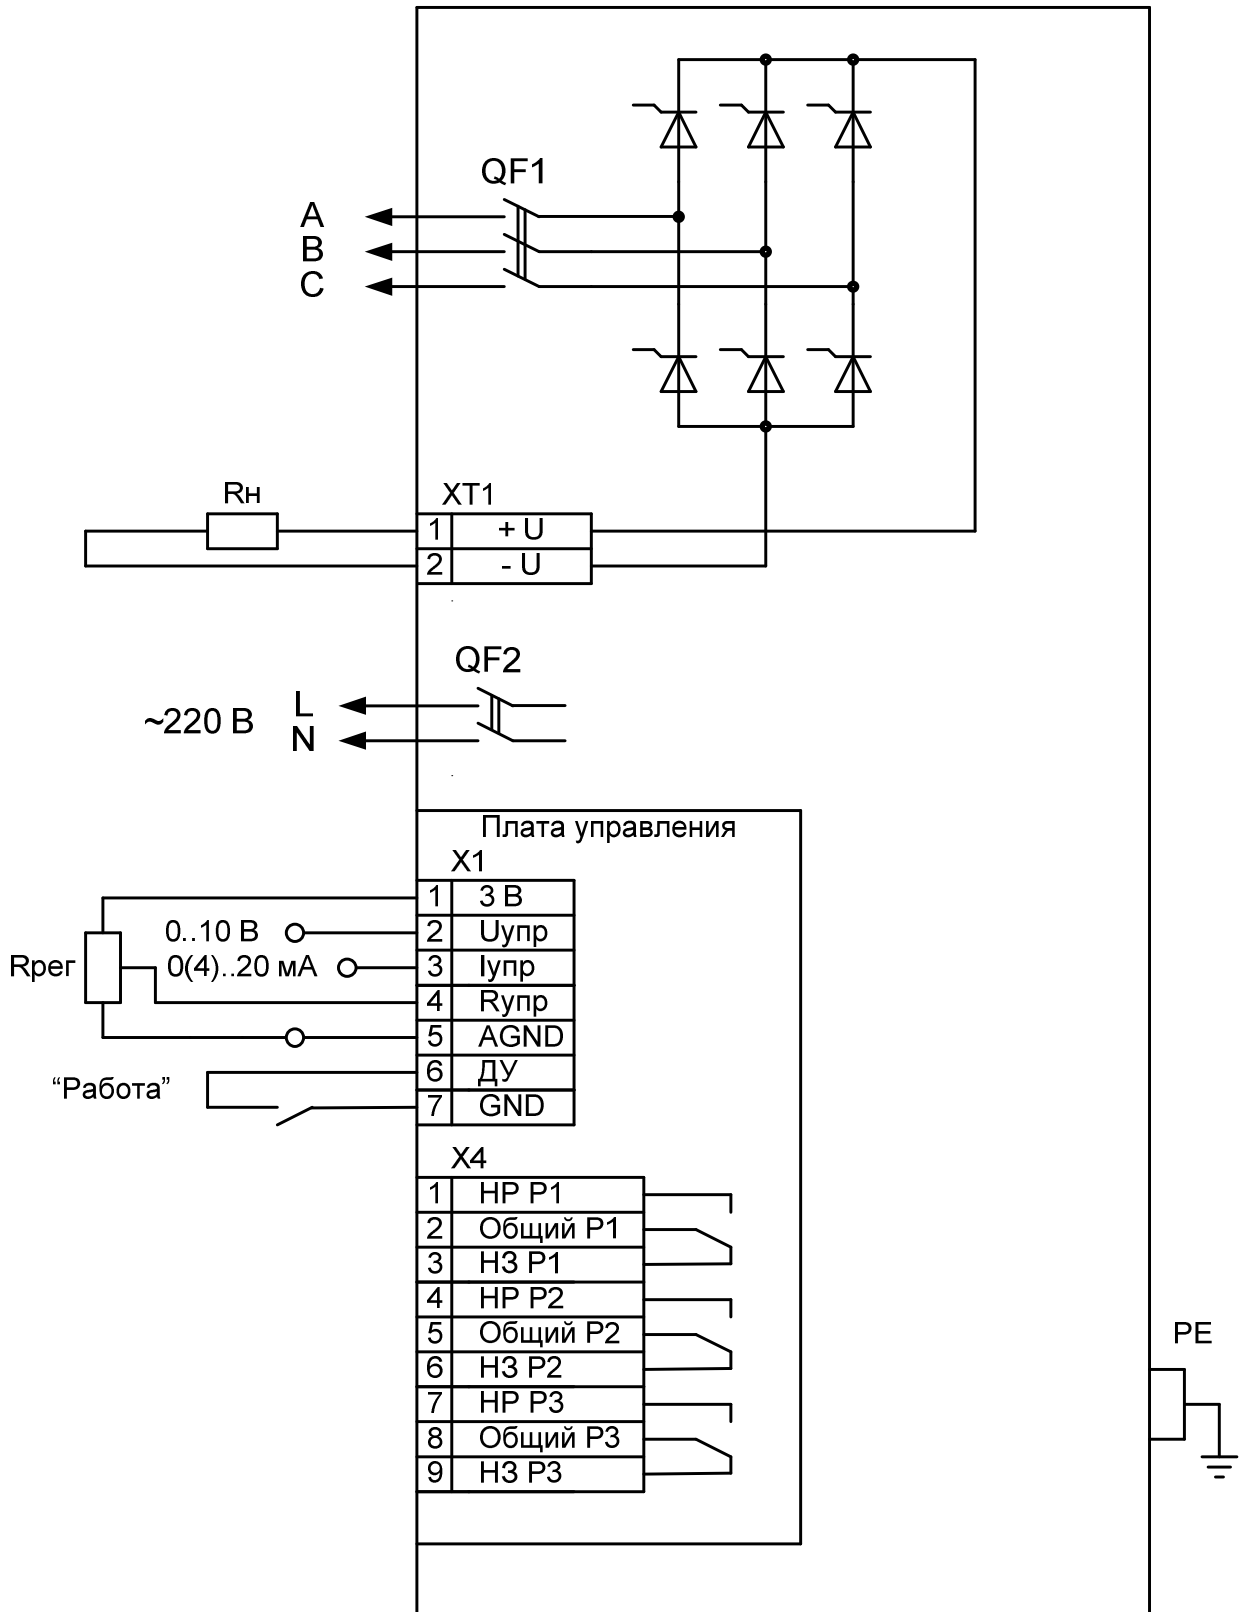 QF1
A
B
C
Rн
XT1
1 + U
2 - U
QF2
~220 В
L
N
Плата управления
X1
1 3 В
0..10 В 2 Uупр
Rрег 0(4)..20 мА 3 Iупр
4 Rупр
5 AGND
“Работа” 6 ДУ
7 GND
X4
1 НР Р1
2 Общий Р1
3 НЗ Р1
4 НР Р2
5 Общий Р2
6 НЗ Р2
7 НР Р3
8 Общий Р3
9 НЗ Р3
PE